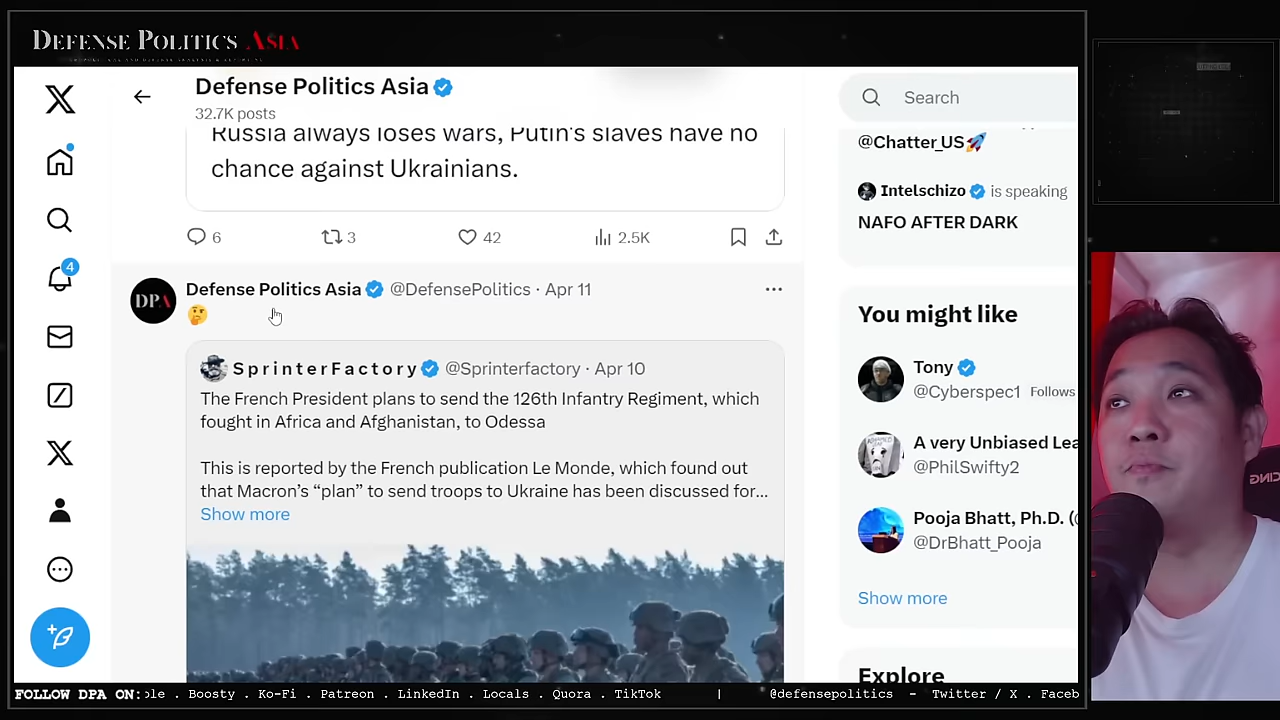 DEFENSE POLITICS ASIA
Defense Politics Asia
32.7K posts
Search
Russia always loses wars, Putin's slaves have no
chance against Ukrainians.
6
3
42
2.5K
@Chatter_US🚀
Intelschizo is speaking
NAFO AFTER DARK
4
DPA
Defense Politics Asia @DefensePolitics · Apr 11
🤔
SprinterFactory @Sprinterfactory · Apr 10
The French President plans to send the 126th Infantry Regiment, which
fought in Africa and Afghanistan, to Odessa
This is reported by the French publication Le Monde, which found out
that Macron's “plan” to send troops to Ukraine has been discussed for...
Show more
You might like
Tony
@Cyberspec1 Follows
A very Unbiased Lea
@PhilSwifty2
Pooja Bhatt, Ph.D. (
@DrBhatt_Pooja
Show more
Explore
FOLLOW DPA ON: ole . Boosty . Ko-Fi . Patreon . LinkedIn . Locals . Quora . TikTok | @defensepolitics - Twitter / X . Faceb